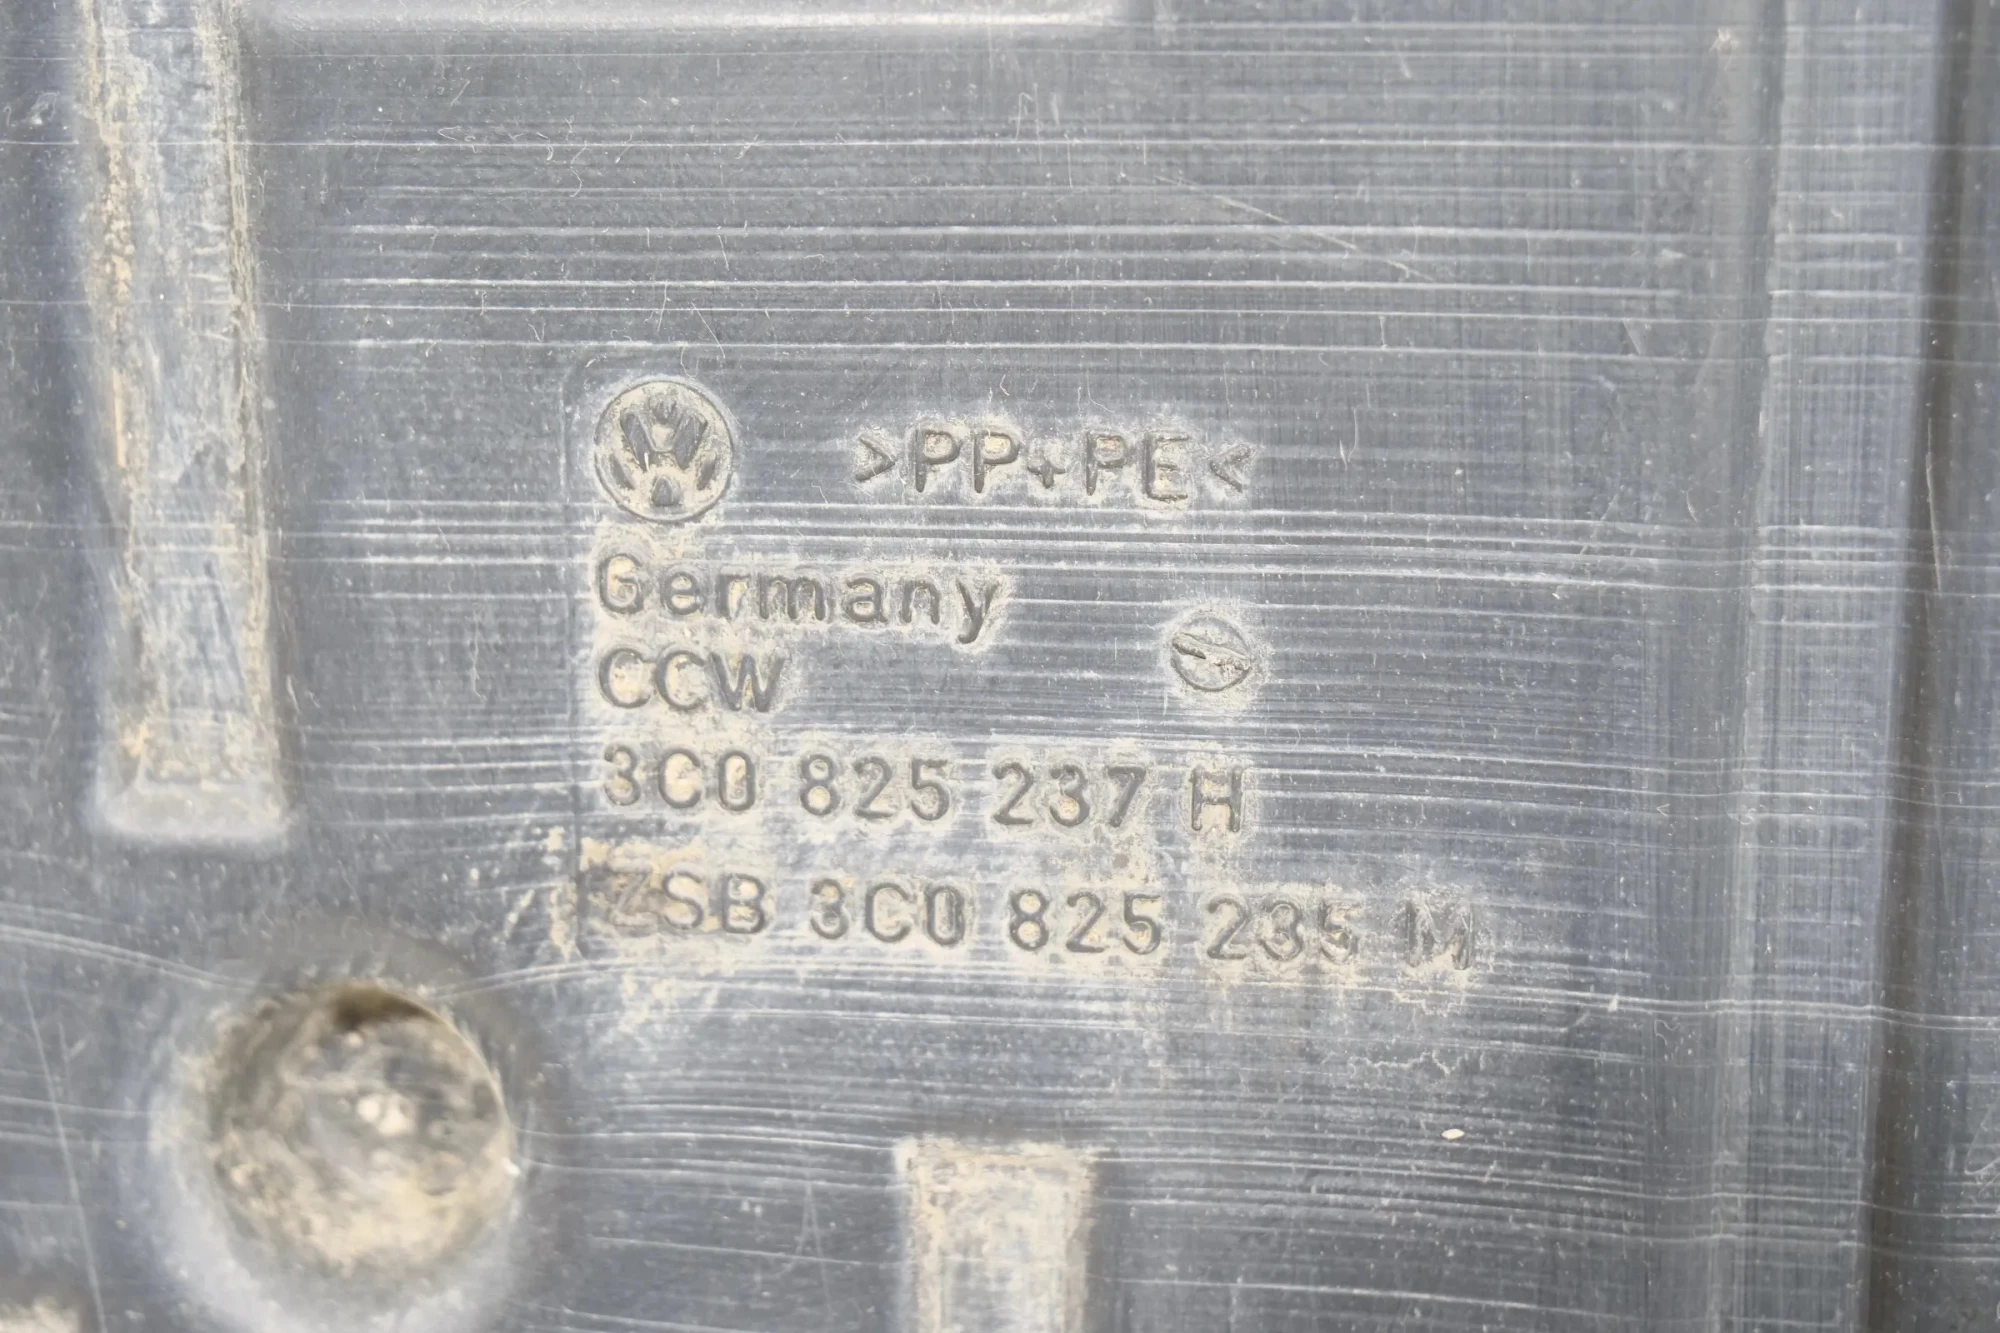 >PP+PE<
Germany
CCW
3C0 825 237 H
ZSB 3C0 825 235 M